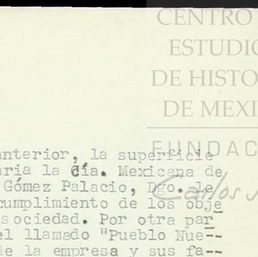 CENTRO
ESTUDIO
DE HISTO
DE MEXI
FUNDAC
Carlos
anterior, la superficie
aria la Cía. Mexicana de
Gómez Palacio, Dgo. le
cumplimiento de los obje
sociedad. Por otra par
el llamado "Pueblo Nue--
de la empresa y sus fa--